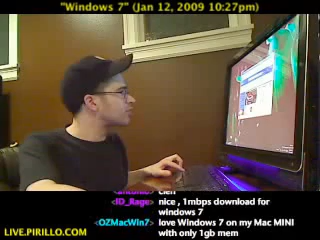 "Windows 7" (Jan 12, 2009 10:27pm)
<ID_Rage> nice , 1mbps download for
windows 7
<OZMacWin7> love Windows 7 on my Mac MINI
with only 1gb mem
LIVE.PIRILLO.COM